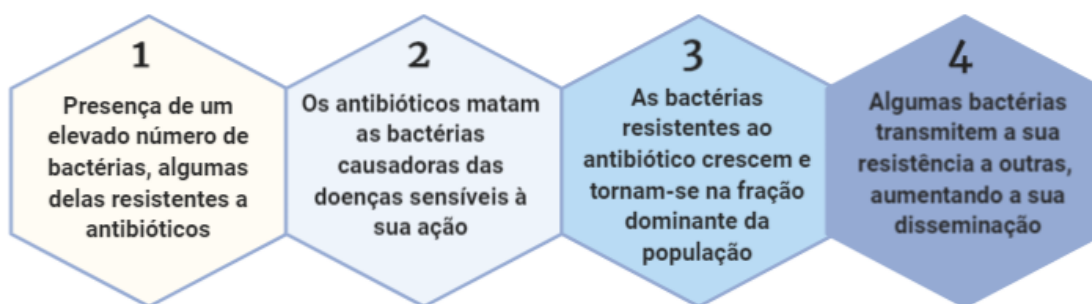 1
Presença de um
elevado número de
bactérias, algumas
delas resistentes a
antibióticos
2
Os antibióticos matam
as bactérias
causadoras das
doenças sensíveis à
sua ação
3
As bactérias
resistentes ao
antibiótico crescem e
tornam-se na fração
dominante da
população
4
Algumas bactérias
transmitem a sua
resistência a outras,
aumentando a sua
disseminação